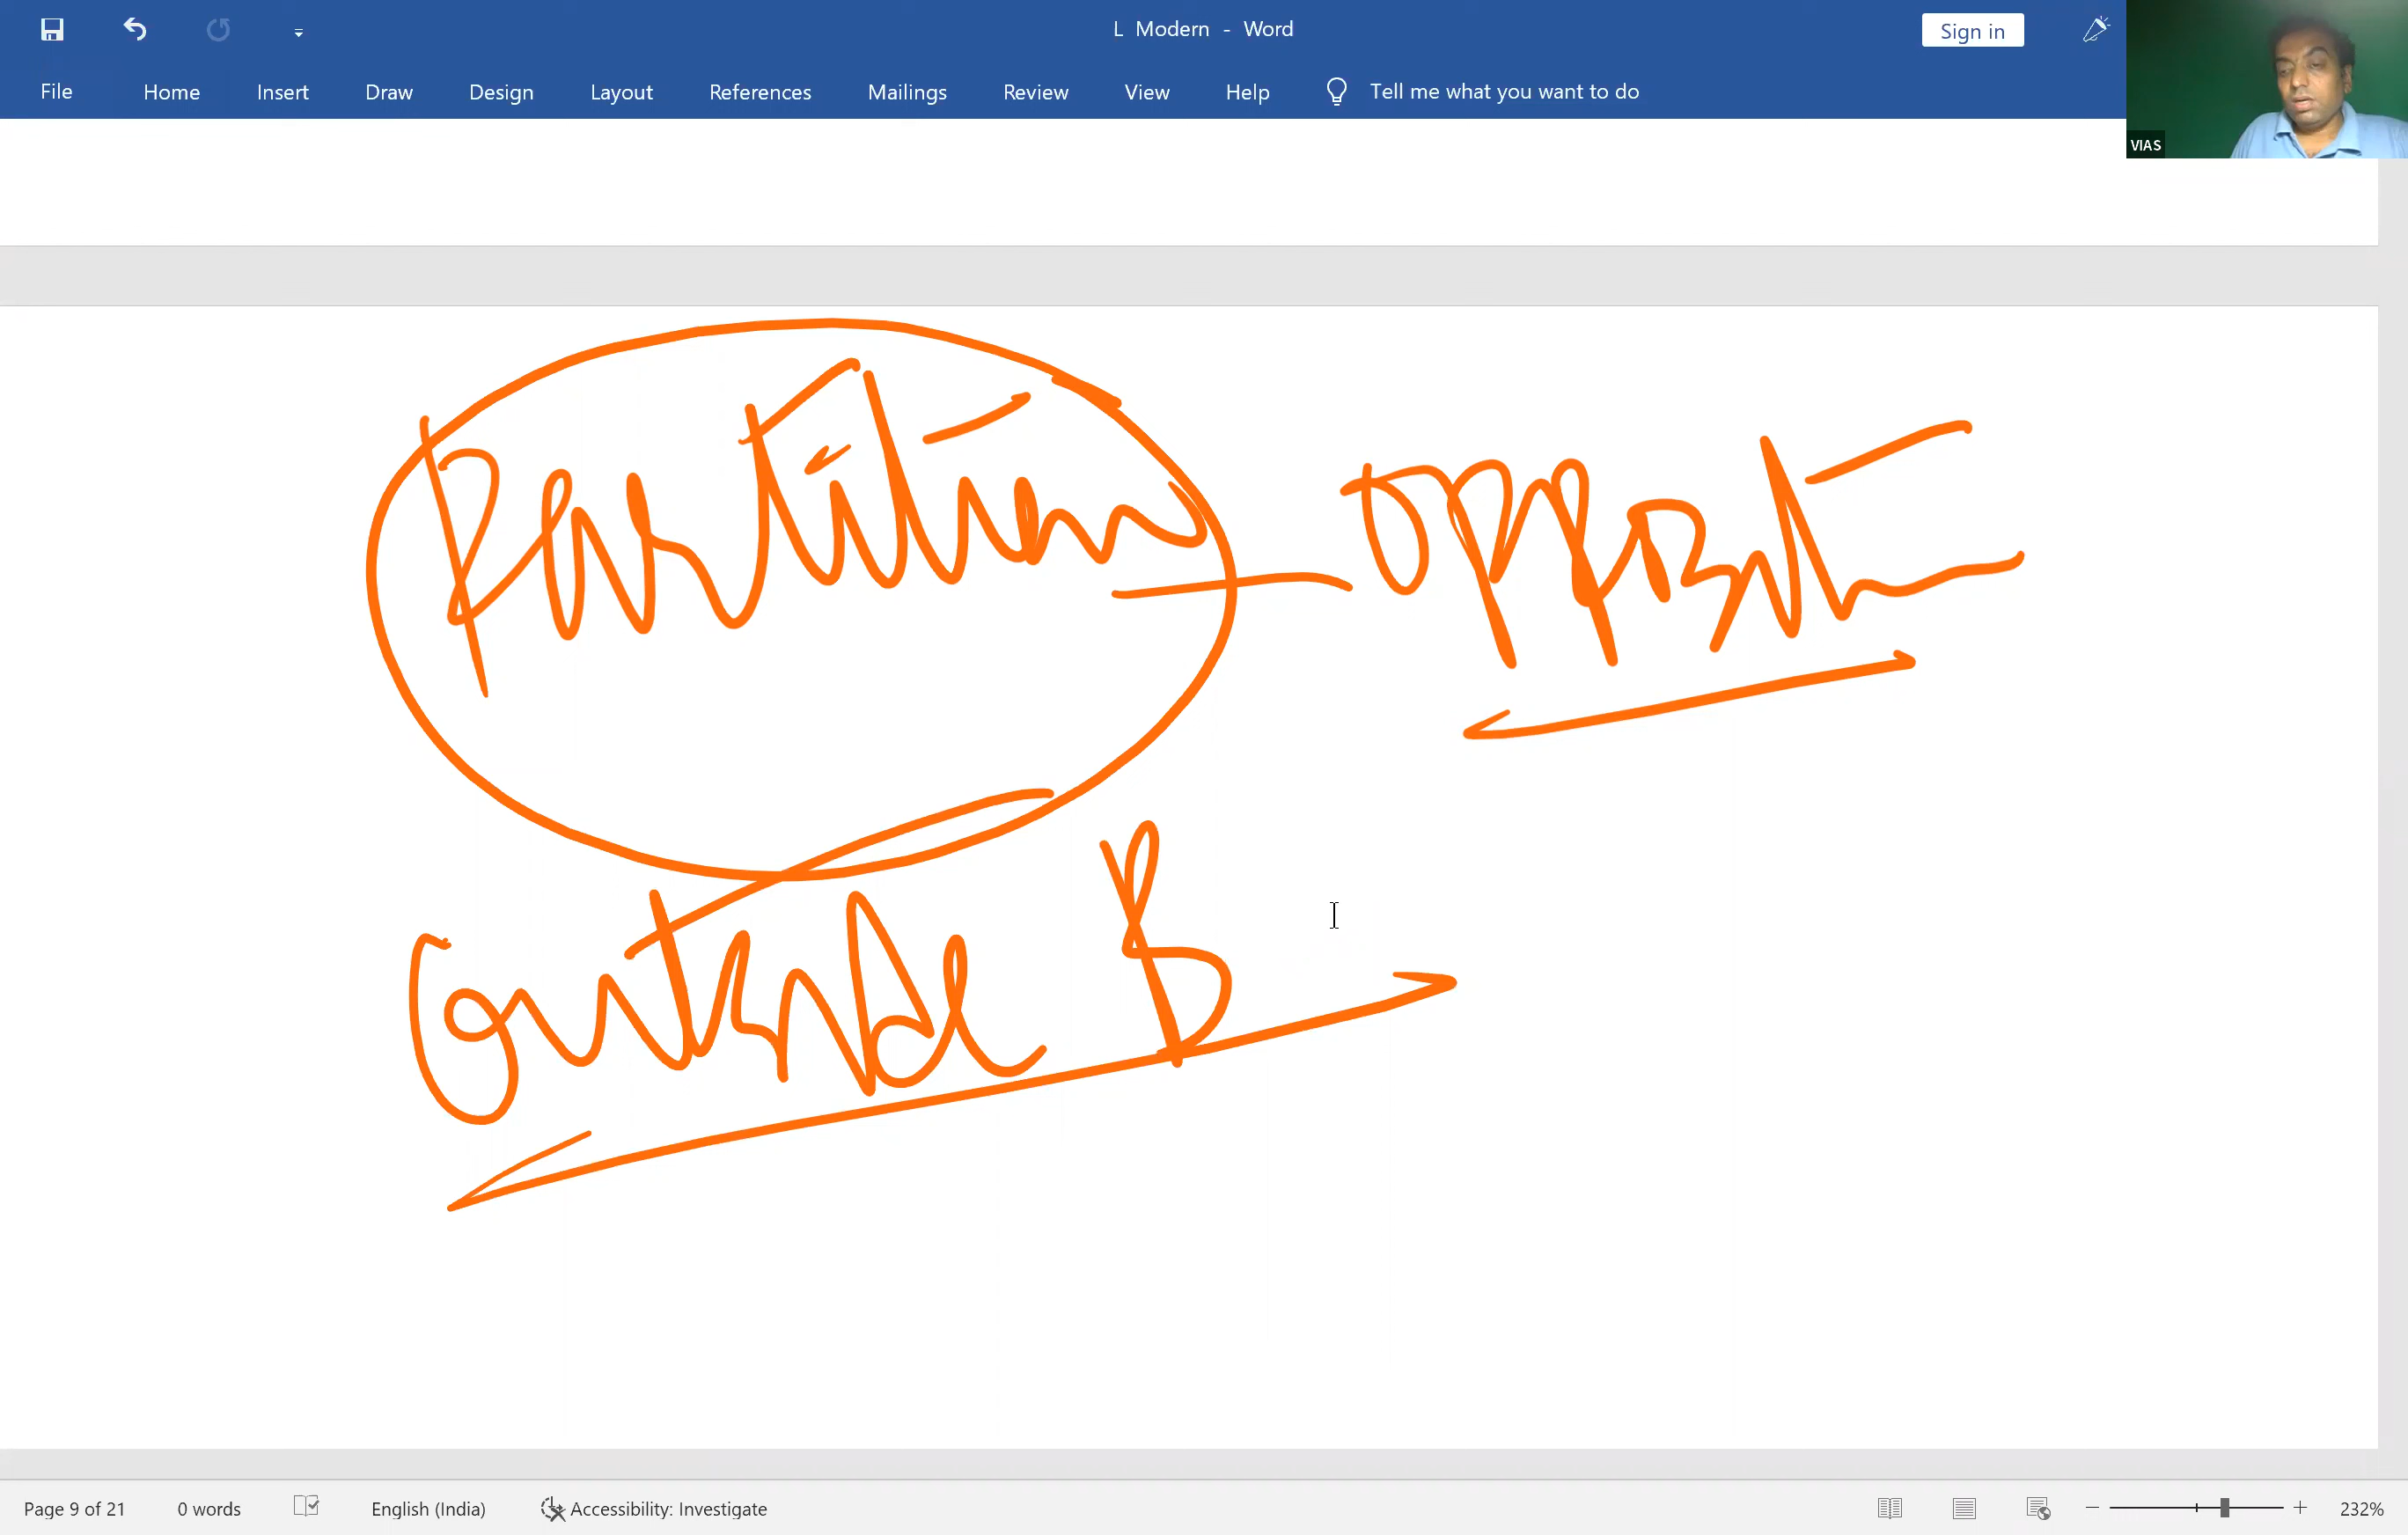 L Modern - Word
Sign in
File Home Insert Draw Design Layout References Mailings Review View Help Tell me what you want to do
VIAS
Partition
Outside B
Page 9 of 21 0 words English (India) Accessibility: Investigate 232%